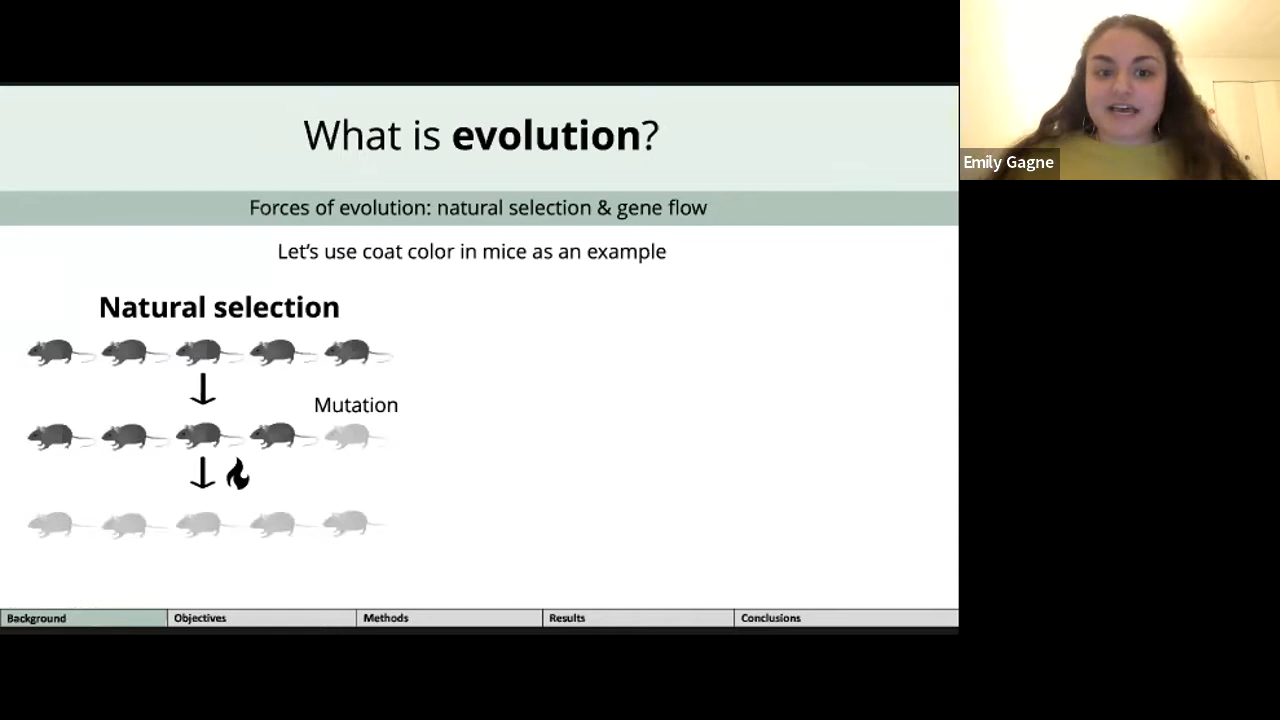 What is evolution?
Forces of evolution: natural selection & gene flow
Let's use coat color in mice as an example
Natural selection
Mutation
Background Objectives Methods Results Conclusions
Emily Gagne